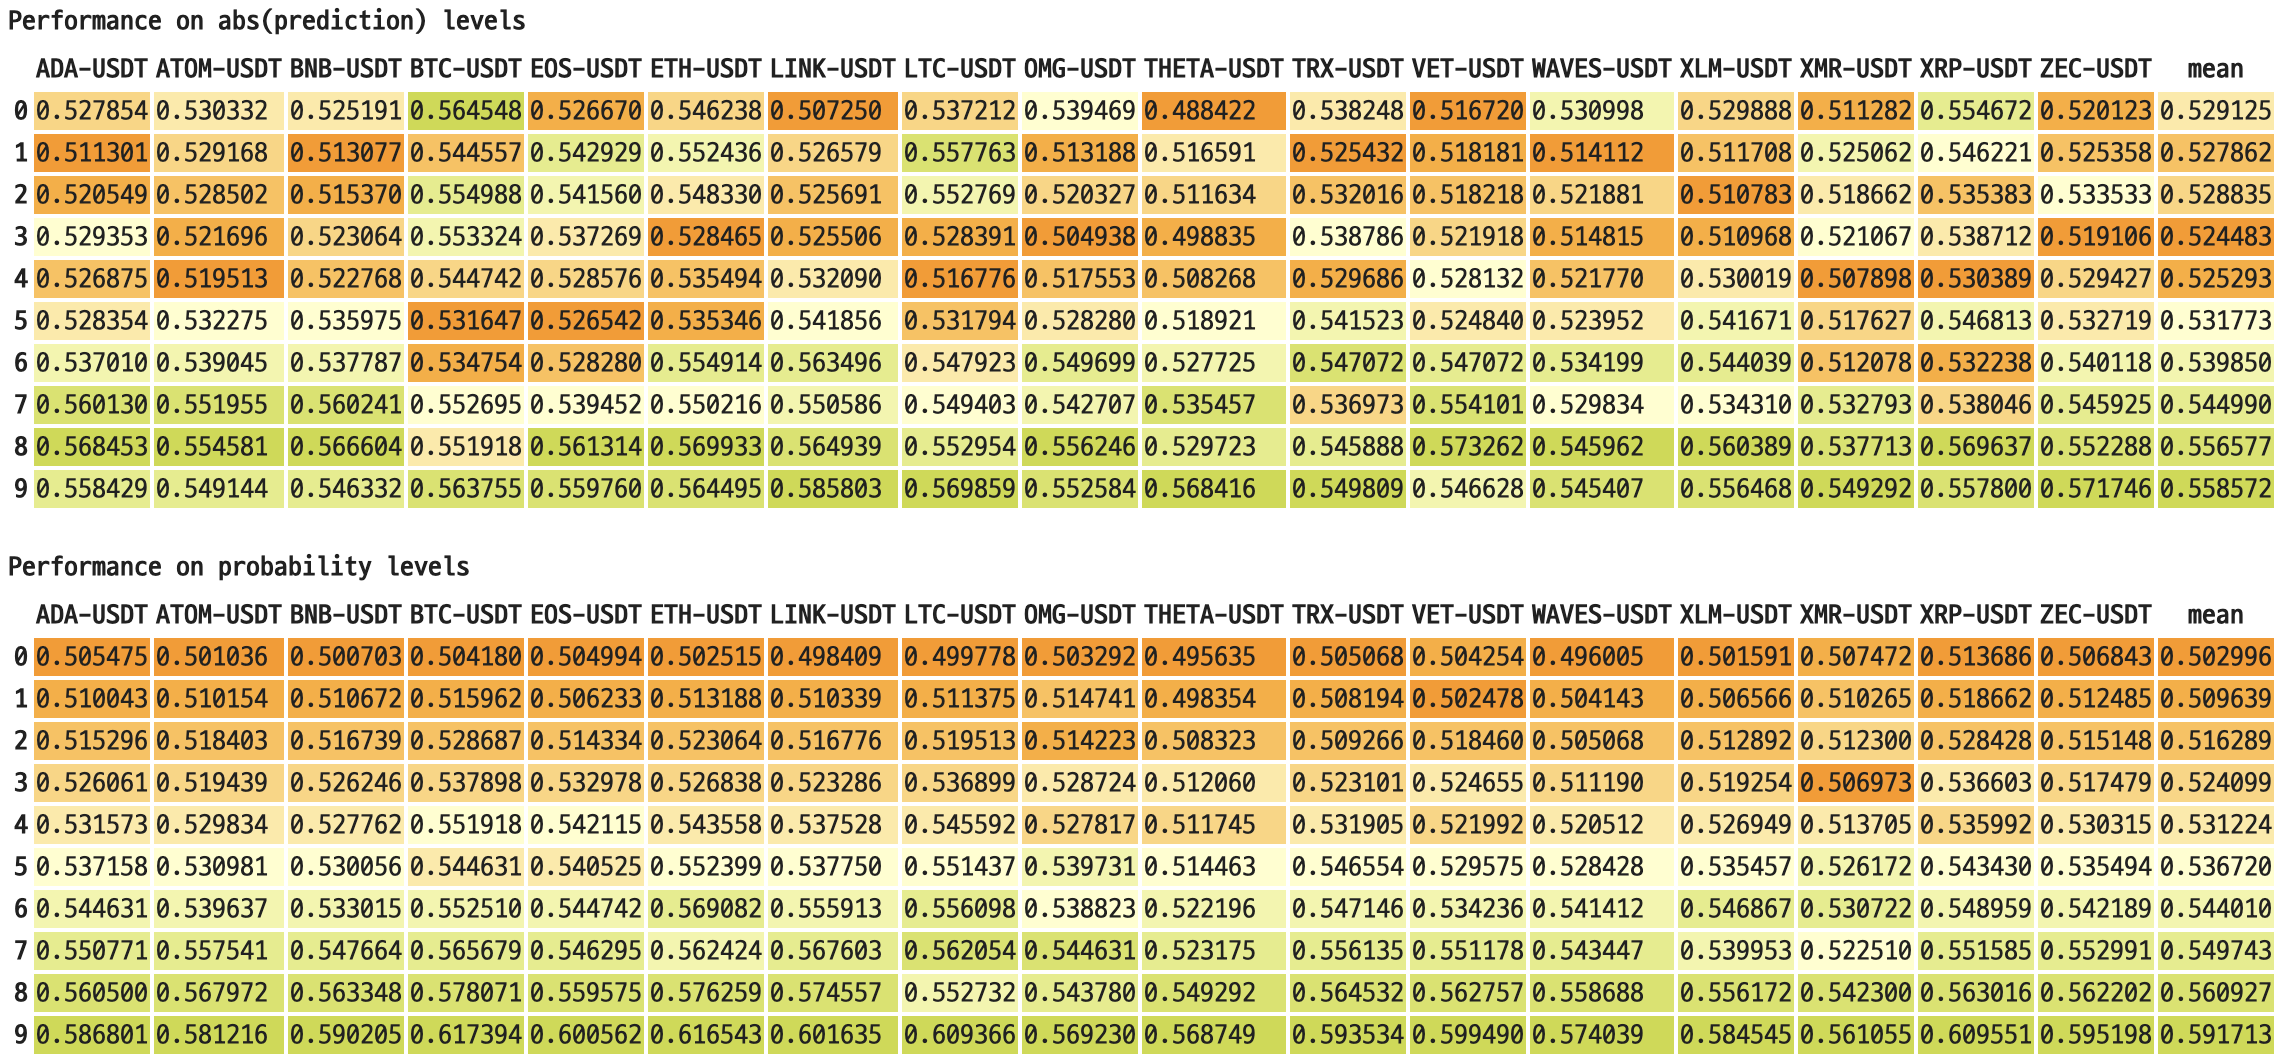 Performance on abs(prediction) levels
ADA-USDT ATOM-USDT BNB-USDT BTC-USDT EOS-USDT ETH-USDT LINK-USDT LTC-USDT OMG-USDT THETA-USDT TRX-USDT VET-USDT WAVES-USDT XLM-USDT XMR-USDT XRP-USDT ZEC-USDT mean
0 0.527854 0.530332 0.525191 0.564548 0.526670 0.546238 0.507250 0.537212 0.539469 0.488422 0.538248 0.516720 0.530998 0.529888 0.511282 0.554672 0.520123 0.529125
1 0.511301 0.529168 0.513077 0.544557 0.542929 0.552436 0.526579 0.557763 0.513188 0.516591 0.525432 0.518181 0.514112 0.511708 0.525062 0.546221 0.525358 0.527862
2 0.520549 0.528502 0.515370 0.554988 0.541560 0.548330 0.525691 0.552769 0.520327 0.511634 0.532016 0.518218 0.521881 0.510783 0.518662 0.535383 0.533533 0.528835
3 0.529353 0.521696 0.523064 0.553324 0.537269 0.528465 0.525506 0.528391 0.504938 0.498835 0.538786 0.521918 0.514815 0.510968 0.521067 0.538712 0.519106 0.524483
4 0.526875 0.519513 0.522768 0.544742 0.528576 0.535494 0.532090 0.516776 0.517553 0.508268 0.529686 0.528132 0.521770 0.530019 0.507898 0.530389 0.529427 0.525293
5 0.528354 0.532275 0.535975 0.531647 0.526542 0.535346 0.541856 0.531794 0.528280 0.518921 0.541523 0.524840 0.523952 0.541671 0.517627 0.546813 0.532719 0.531773
6 0.537010 0.539045 0.537787 0.534754 0.528280 0.554914 0.563496 0.547923 0.549699 0.527725 0.547072 0.547072 0.534199 0.544039 0.512078 0.532238 0.540118 0.539850
7 0.560130 0.551955 0.560241 0.552695 0.539452 0.550216 0.550586 0.549403 0.542707 0.535457 0.536973 0.554101 0.529834 0.534310 0.532793 0.538046 0.545925 0.544990
8 0.568453 0.554581 0.566604 0.551918 0.561314 0.569933 0.564939 0.552954 0.556246 0.529723 0.545888 0.573262 0.545962 0.560389 0.537713 0.569637 0.552288 0.556577
9 0.558429 0.549144 0.546332 0.563755 0.559760 0.564495 0.585803 0.569859 0.552584 0.568416 0.549809 0.546628 0.545407 0.556468 0.549292 0.557800 0.571746 0.558572
Performance on probability levels
ADA-USDT ATOM-USDT BNB-USDT BTC-USDT EOS-USDT ETH-USDT LINK-USDT LTC-USDT OMG-USDT THETA-USDT TRX-USDT VET-USDT WAVES-USDT XLM-USDT XMR-USDT XRP-USDT ZEC-USDT mean
0 0.505475 0.501036 0.500703 0.504180 0.504994 0.502515 0.498409 0.499778 0.503292 0.495635 0.505068 0.504254 0.496005 0.501591 0.507472 0.513686 0.506843 0.502996
1 0.510043 0.510154 0.510672 0.515962 0.506233 0.513188 0.510339 0.511375 0.514741 0.498354 0.508194 0.502478 0.504143 0.506566 0.510265 0.518662 0.512485 0.509639
2 0.515296 0.518403 0.516739 0.528687 0.514334 0.523064 0.516776 0.519513 0.514223 0.508323 0.509266 0.518460 0.505068 0.512892 0.512300 0.528428 0.515148 0.516289
3 0.526061 0.519439 0.526246 0.537898 0.532978 0.526838 0.523286 0.536899 0.528724 0.512060 0.523101 0.524655 0.511190 0.519254 0.506973 0.536603 0.517479 0.524099
4 0.531573 0.529834 0.527762 0.551918 0.542115 0.543558 0.537528 0.545592 0.527817 0.511745 0.531905 0.521992 0.520512 0.526949 0.513705 0.535992 0.530315 0.531224
5 0.537158 0.530981 0.530056 0.544631 0.540525 0.552399 0.537750 0.551437 0.539731 0.514463 0.546554 0.529575 0.528428 0.535457 0.526172 0.543430 0.535494 0.536720
6 0.544631 0.539637 0.533015 0.552510 0.544742 0.569082 0.555913 0.556098 0.538823 0.522196 0.547146 0.534236 0.541412 0.546867 0.530722 0.548959 0.542189 0.544010
7 0.550771 0.557541 0.547664 0.565679 0.546295 0.562424 0.567603 0.562054 0.544631 0.523175 0.556135 0.551178 0.543447 0.539953 0.522510 0.551585 0.552991 0.549743
8 0.560500 0.567972 0.563348 0.578071 0.559575 0.576259 0.574557 0.552732 0.543780 0.549292 0.564532 0.562757 0.558688 0.556172 0.542300 0.563016 0.562202 0.560927
9 0.586801 0.581216 0.590205 0.617394 0.600562 0.616543 0.601635 0.609366 0.569230 0.568749 0.593534 0.599490 0.574039 0.584545 0.561055 0.609551 0.595198 0.591713